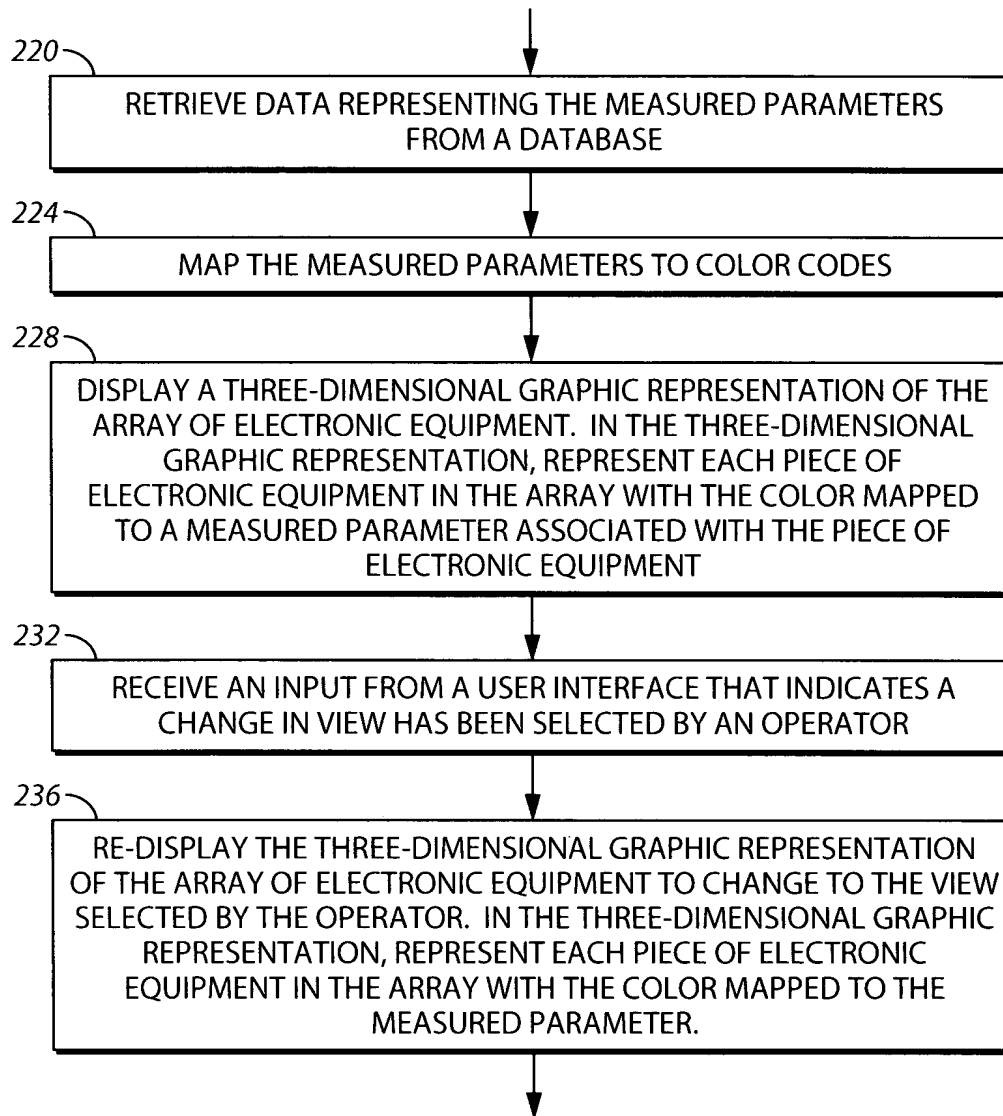 220
RETRIEVE DATA REPRESENTING THE MEASURED PARAMETERS
FROM A DATABASE
224
MAP THE MEASURED PARAMETERS TO COLOR CODES
228
DISPLAY A THREE-DIMENSIONAL GRAPHIC REPRESENTATION OF THE
ARRAY OF ELECTRONIC EQUIPMENT. IN THE THREE-DIMENSIONAL
GRAPHIC REPRESENTATION, REPRESENT EACH PIECE OF
ELECTRONIC EQUIPMENT IN THE ARRAY WITH THE COLOR MAPPED
TO A MEASURED PARAMETER ASSOCIATED WITH THE PIECE OF
ELECTRONIC EQUIPMENT
232
RECEIVE AN INPUT FROM A USER INTERFACE THAT INDICATES A
CHANGE IN VIEW HAS BEEN SELECTED BY AN OPERATOR
236
RE-DISPLAY THE THREE-DIMENSIONAL GRAPHIC REPRESENTATION
OF THE ARRAY OF ELECTRONIC EQUIPMENT TO CHANGE TO THE VIEW
SELECTED BY THE OPERATOR. IN THE THREE-DIMENSIONAL GRAPHIC
REPRESENTATION, REPRESENT EACH PIECE OF ELECTRONIC
EQUIPMENT IN THE ARRAY WITH THE COLOR MAPPED TO THE
MEASURED PARAMETER.